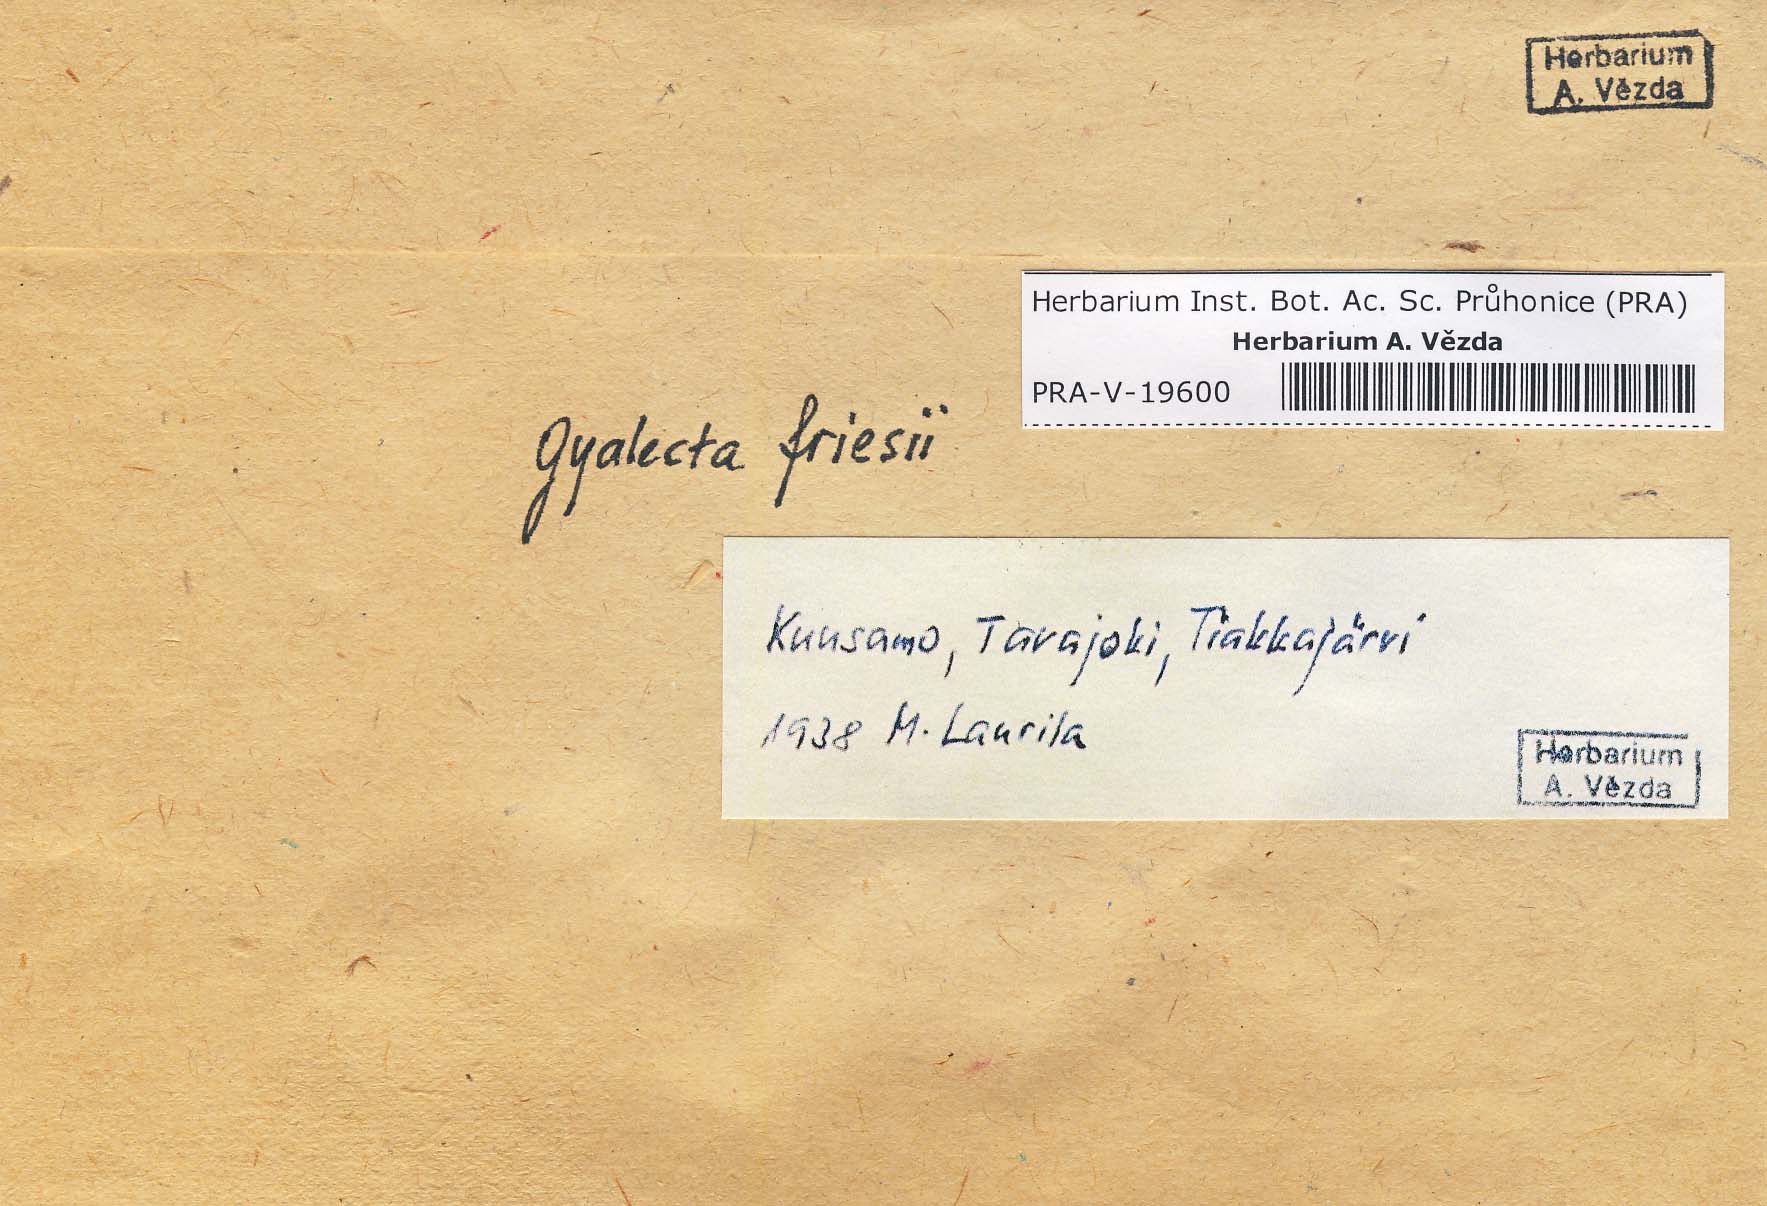 Herbarium
A. Vězda
Herbarium Inst. Bot. Ac. Sc. Průhonice (PRA)
Herbarium A. Vězda
PRA-V-19600
Gyalecta friesii
Kuusamo, Tavajoki, Tiakkajärvi
1938 M. Laurila
Herbarium
A. Vězda